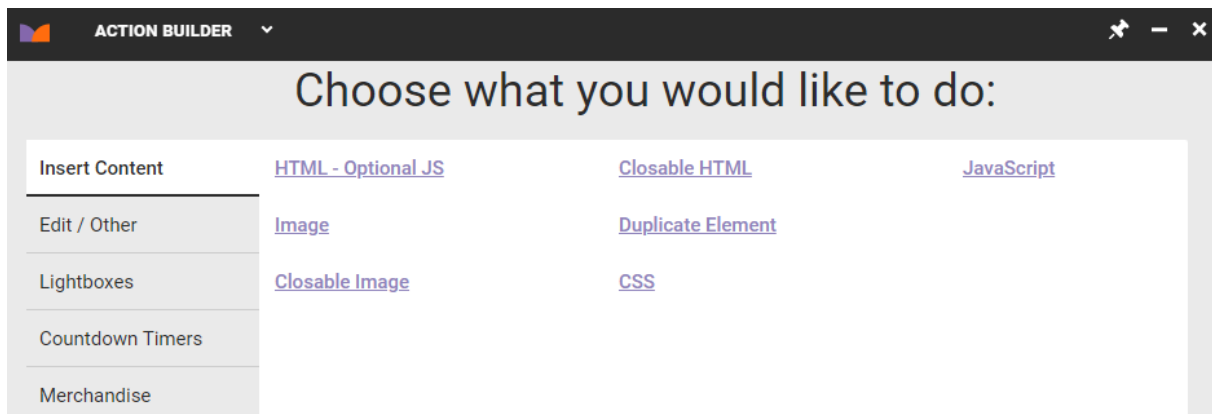 ACTION BUILDER
Choose what you would like to do:
Insert Content HTML - Optional JS Closable HTML JavaScript
Edit / Other Image Duplicate Element
Lightboxes Closable Image CSS
Countdown Timers
Merchandise